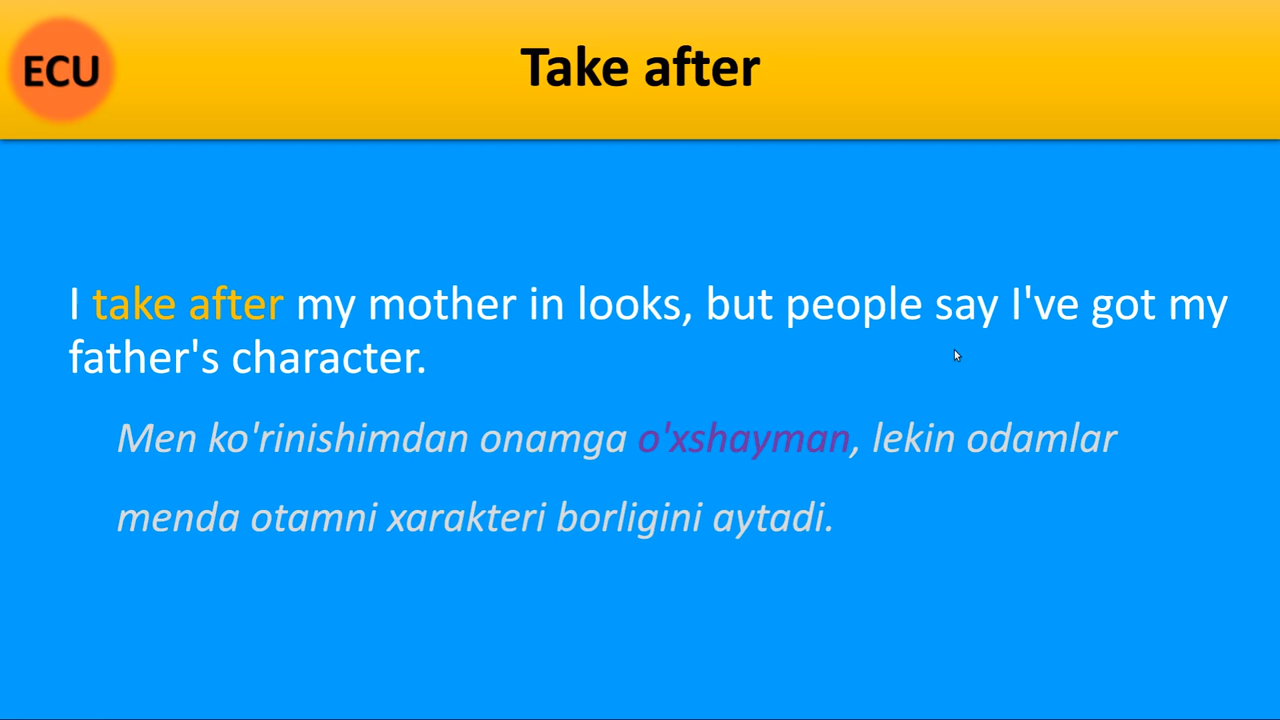 ECU
Take after
I take after my mother in looks, but people say I've got my
father's character.
Men ko'rinishimdan onamga o'xshayman, lekin odamlar
menda otamni xarakteri borligini aytadi.